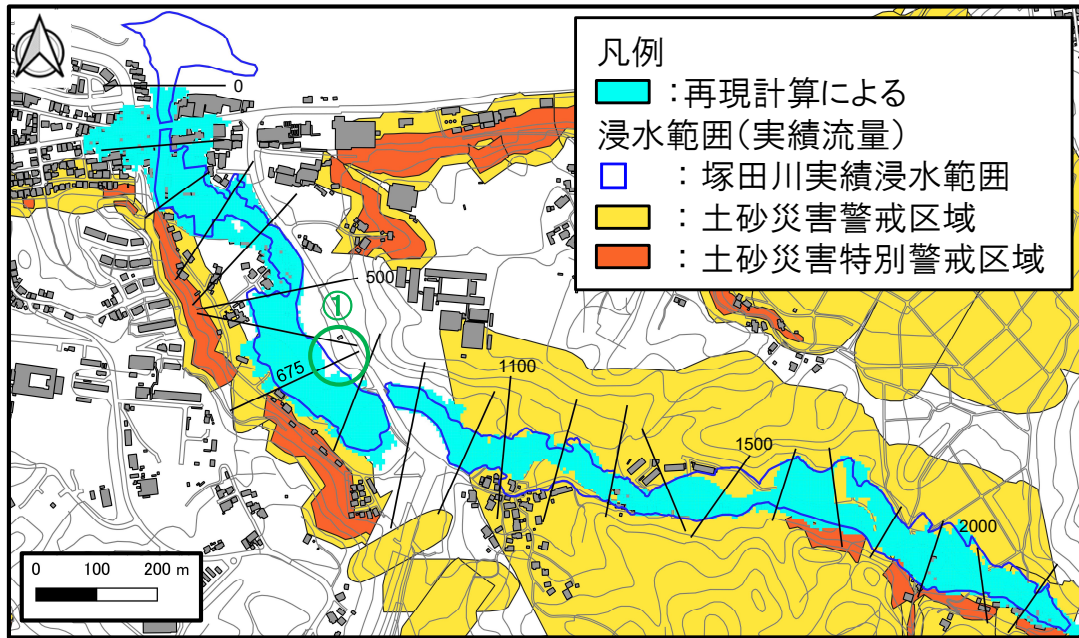 凡例
：再現計算による
浸水範囲(実績流量)
：塚田川実績浸水範囲
：土砂災害警戒区域
：土砂災害特別警戒区域
0
500
①
675
1100
1500
2000
0 100 200 m